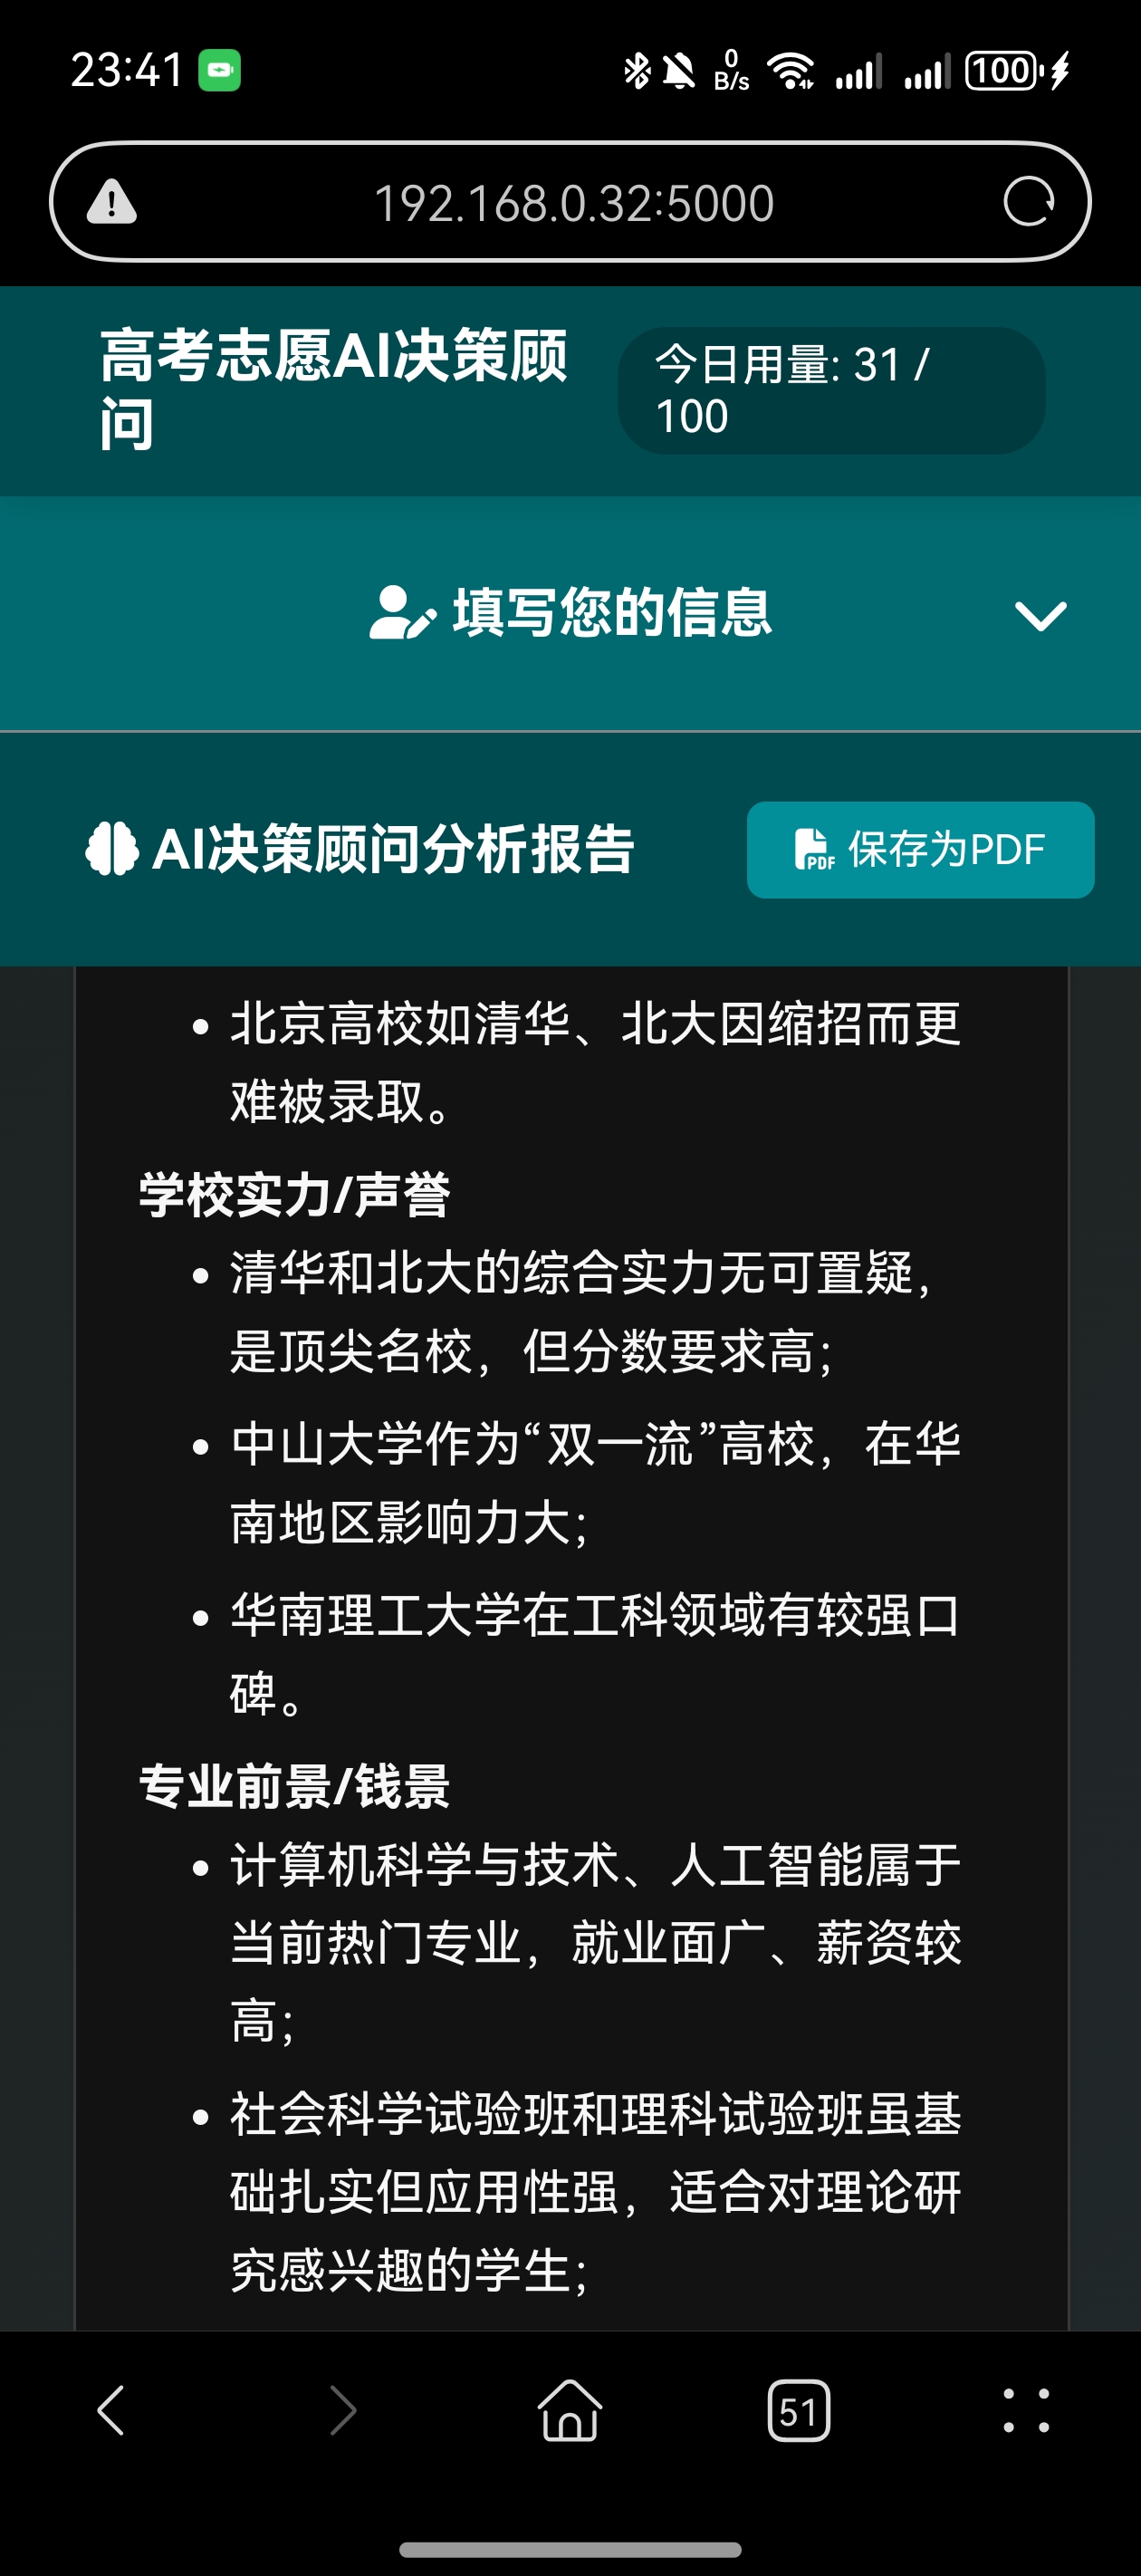 23:41
0
B/s
100
192.168.0.32:5000
高考志愿AI决策顾
问
今日用量: 31 /
100
填写您的信息
AI决策顾问分析报告
PDF
保存为PDF
北京高校如清华、北大因缩招而更
难被录取。
学校实力/声誉
清华和北大的综合实力无可置疑，
是顶尖名校，但分数要求高；
中山大学作为“双一流”高校，在华
南地区影响力大；
华南理工大学在工科领域有较强口
碑。
专业前景/钱景
计算机科学与技术、人工智能属于
当前热门专业，就业面广、薪资较
高；
社会科学试验班和理科试验班虽基
础扎实但应用性强，适合对理论研
究感兴趣的学生；
51